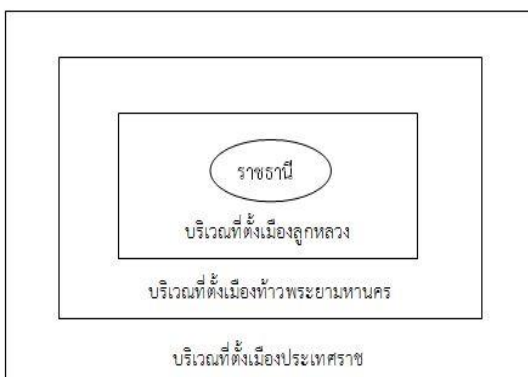 ราชธานี
บริเวณที่ตั้งเมืองลูกหลวง
บริเวณที่ตั้งเมืองท้าวพระยามหานคร
บริเวณที่ตั้งเมืองประเทศราช